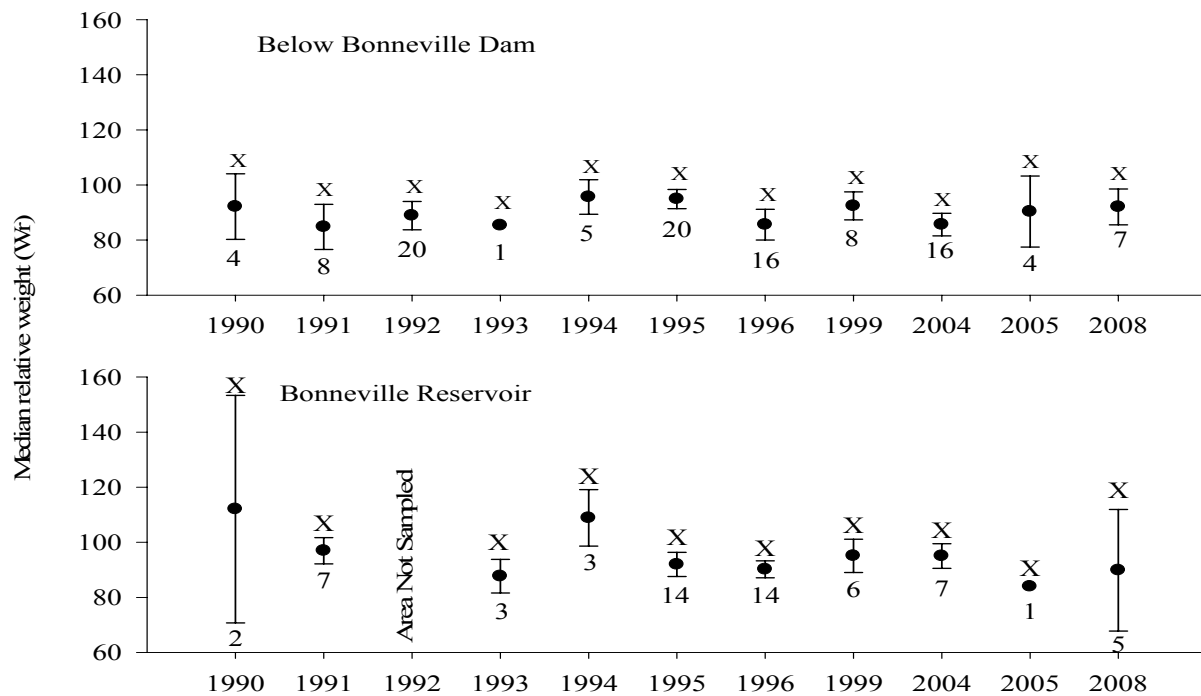 Median relative weight (Wr)
Below Bonneville Dam
160
140
120
100
80
60
X X X X X X X X X X X
4 8 20 1 5 20 16 8 16 4 7
1990 1991 1992 1993 1994 1995 1996 1999 2004 2005 2008
Bonneville Reservoir
160
140
120
100
80
60
X X X X X X X X X X
Area Not Sampled
2 7 3 3 14 14 6 7 1 5
1990 1991 1992 1993 1994 1995 1996 1999 2004 2005 2008